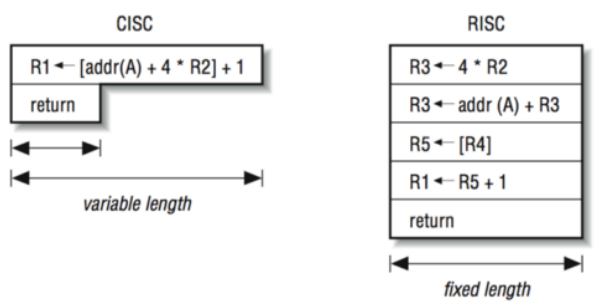 CISC
R1 ← [addr(A) + 4 * R2] + 1
return
variable length
RISC
R3 ← 4 * R2
R3 ← addr (A) + R3
R5 ← [R4]
R1 ← R5 + 1
return
fixed length